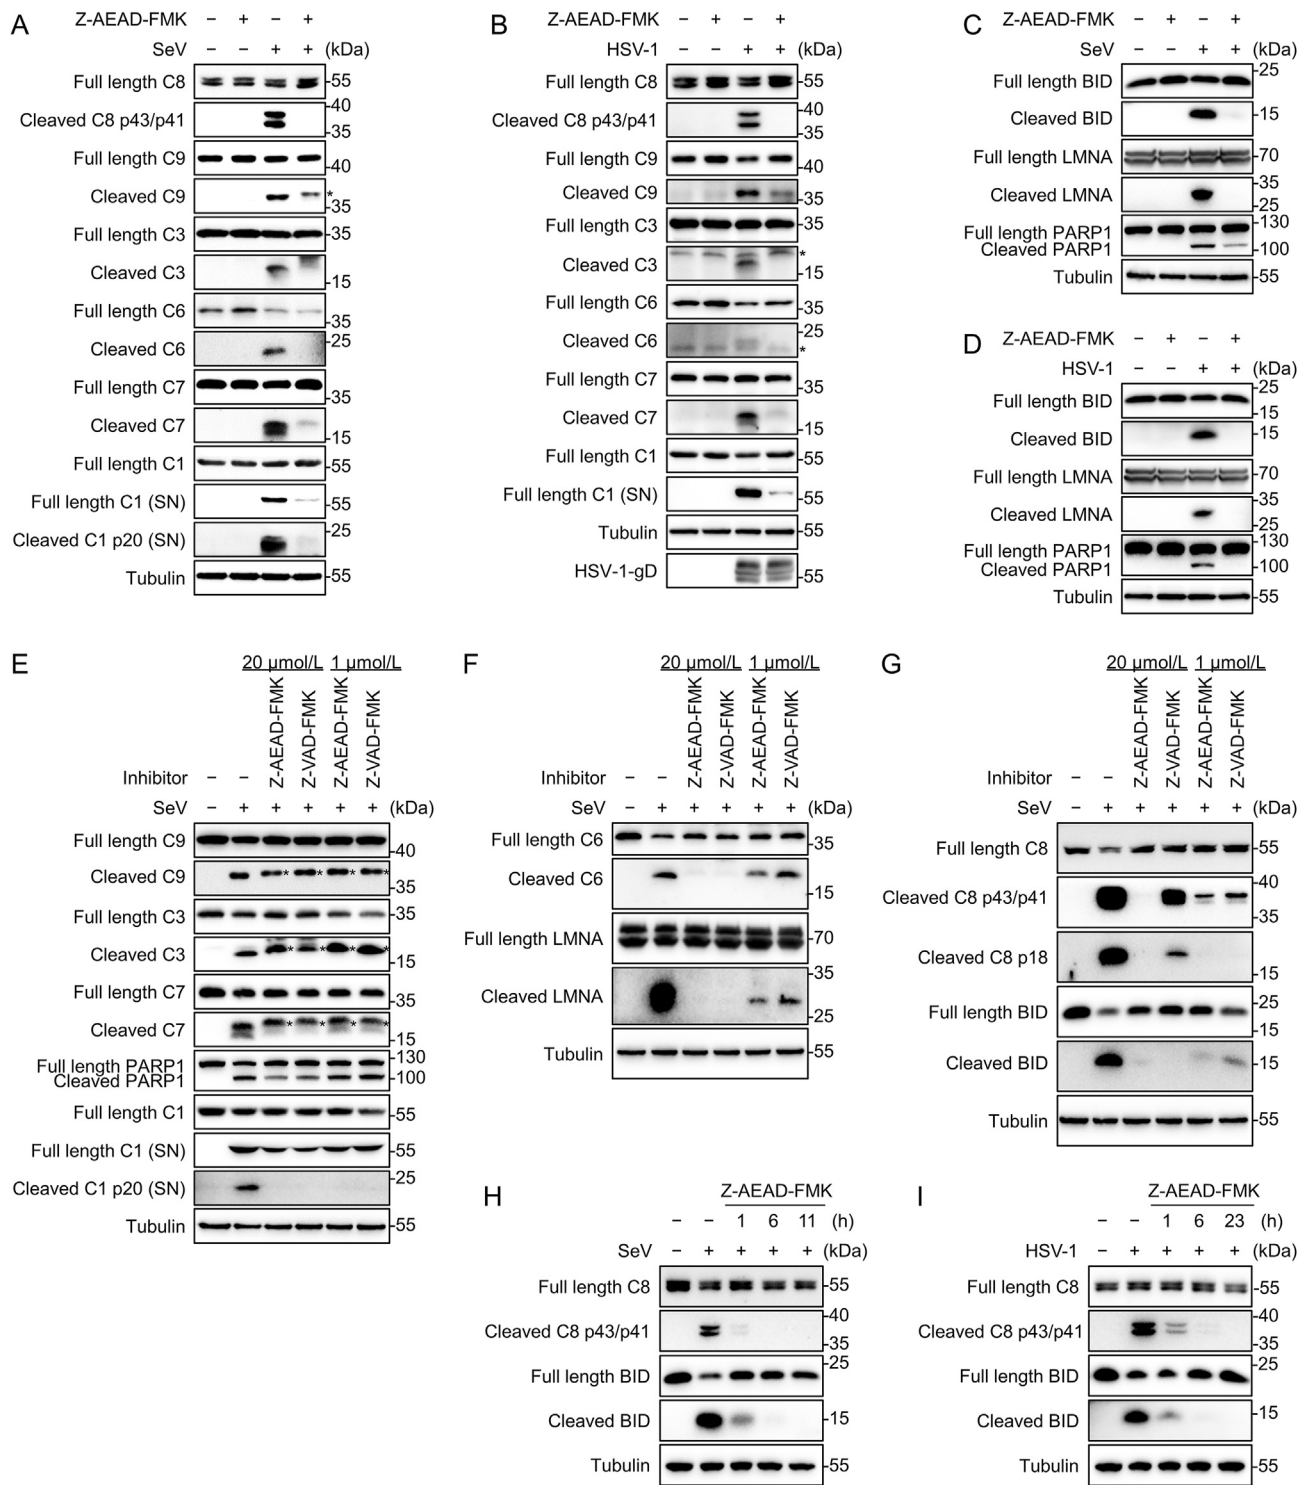 A
Z-AEAD-FMK – + – +
SeV – – + + (kDa)
Full length C8 55
Cleaved C8 p43/p41 40 35
Full length C9 40
Cleaved C9 * 35
Full length C3 35
Cleaved C3 15
Full length C6 35
Cleaved C6 25
Full length C7 35
Cleaved C7 15
Full length C1 55
Full length C1 (SN) 55
Cleaved C1 p20 (SN) 25
Tubulin 55
B
Z-AEAD-FMK – + – +
HSV-1 – – + + (kDa)
Full length C8 55
Cleaved C8 p43/p41 40 35
Full length C9 40
Cleaved C9 35
Full length C3 35
Cleaved C3 * 15
Full length C6 35
Cleaved C6 25 *
Full length C7 35
Cleaved C7 15
Full length C1 55
Full length C1 (SN) 55
Tubulin 55
HSV-1-gD 55
C
Z-AEAD-FMK – + – +
SeV – – + + (kDa)
Full length BID 25
Cleaved BID 15
Full length LMNA 70
Cleaved LMNA 35 25
Full length PARP1 130
Cleaved PARP1 100
Tubulin 55
D
Z-AEAD-FMK – + – +
HSV-1 – – + + (kDa)
Full length BID 25 15
Cleaved BID 15
Full length LMNA 70
Cleaved LMNA 35 25
Full length PARP1 130
Cleaved PARP1 100
Tubulin 55
E
20 μmol/L 1 μmol/L
Inhibitor – – Z-AEAD-FMK Z-VAD-FMK Z-AEAD-FMK Z-VAD-FMK
SeV – + + + + + (kDa)
Full length C9 40
Cleaved C9 * * * * 35
Full length C3 35
Cleaved C3 * * * * 15
Full length C7 35
Cleaved C7 * * * * 15
Full length PARP1 130
Cleaved PARP1 100
Full length C1 55
Full length C1 (SN) 55
Cleaved C1 p20 (SN) 25
Tubulin 55
F
20 μmol/L 1 μmol/L
Inhibitor – – Z-AEAD-FMK Z-VAD-FMK Z-AEAD-FMK Z-VAD-FMK
SeV – + + + + + (kDa)
Full length C6 35
Cleaved C6 15
Full length LMNA 70
Cleaved LMNA 35 25
Tubulin 55
G
20 μmol/L 1 μmol/L
Inhibitor – – Z-AEAD-FMK Z-VAD-FMK Z-AEAD-FMK Z-VAD-FMK
SeV – + + + + + (kDa)
Full length C8 55
Cleaved C8 p43/p41 40 35
Cleaved C8 p18 15
Full length BID 25 15
Cleaved BID 15
Tubulin 55
H
Z-AEAD-FMK
– – 1 6 11 (h)
SeV – + + + + (kDa)
Full length C8 55
Cleaved C8 p43/p41 40 35
Full length BID 25
Cleaved BID 15
Tubulin 55
I
Z-AEAD-FMK
– – 1 6 23 (h)
HSV-1 – + + + + (kDa)
Full length C8 55
Cleaved C8 p43/p41 40 35
Full length BID 25
Cleaved BID 15
Tubulin 55